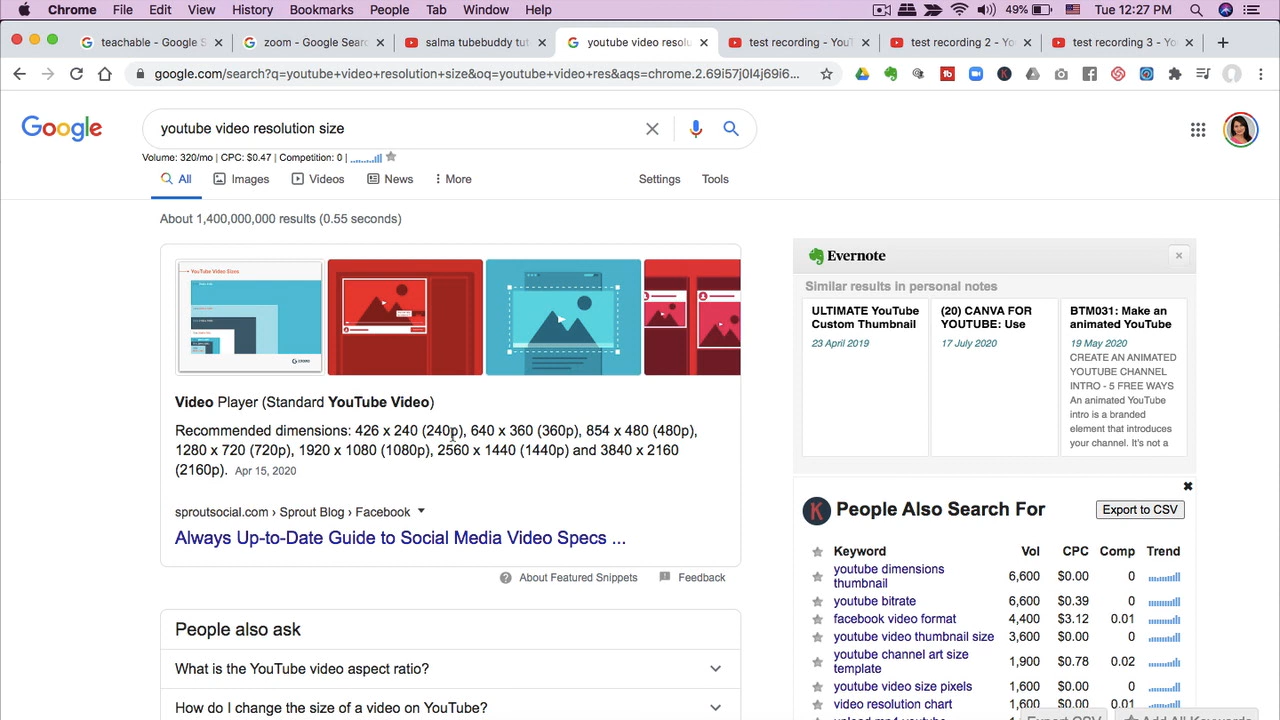 Chrome File Edit View History Bookmarks People Tab Window Help 49% Tue 12:27 PM
teachable - Google S
zoom - Google Searc
salma tubebuddy tut
youtube video resolu
test recording - YouT
test recording 2 - You
test recording 3 - You
google.com/search?q=youtube+video+resolution+size&oq=youtube+video+res&aqs=chrome.2.69i57j0l4j69i6...
Google
youtube video resolution size
Volume: 320/mo | CPC: $0.47 | Competition: 0 |
All Images Videos News More Settings Tools
About 1,400,000,000 results (0.55 seconds)
YouTube Video Sizes
Video Player (Standard YouTube Video)
Recommended dimensions: 426 x 240 (240p), 640 x 360 (360p), 854 x 480 (480p),
1280 x 720 (720p), 1920 x 1080 (1080p), 2560 x 1440 (1440p) and 3840 x 2160
(2160p). Apr 15, 2020
sproutsocial.com › Sprout Blog › Facebook
Always Up-to-Date Guide to Social Media Video Specs ...
About Featured Snippets Feedback
People also ask
What is the YouTube video aspect ratio?
How do I change the size of a video on YouTube?
Evernote
Similar results in personal notes
ULTIMATE YouTube
Custom Thumbnail
23 April 2019
(20) CANVA FOR
YOUTUBE: Use
17 July 2020
BTM031: Make an
animated YouTube
19 May 2020
CREATE AN ANIMATED
YOUTUBE CHANNEL
INTRO - 5 FREE WAYS
An animated YouTube
intro is a branded
element that introduces
your channel. It's not a
K People Also Search For Export to CSV
Keyword Vol CPC Comp Trend
youtube dimensions
thumbnail 6,600 $0.00 0
youtube bitrate 6,600 $0.39 0
facebook video format 4,400 $3.12 0.01
youtube video thumbnail size 3,600 $0.00 0
youtube channel art size
template 1,900 $0.78 0.02
youtube video size pixels 1,600 $0.00 0
video resolution chart 1,600 $0.00 0.01